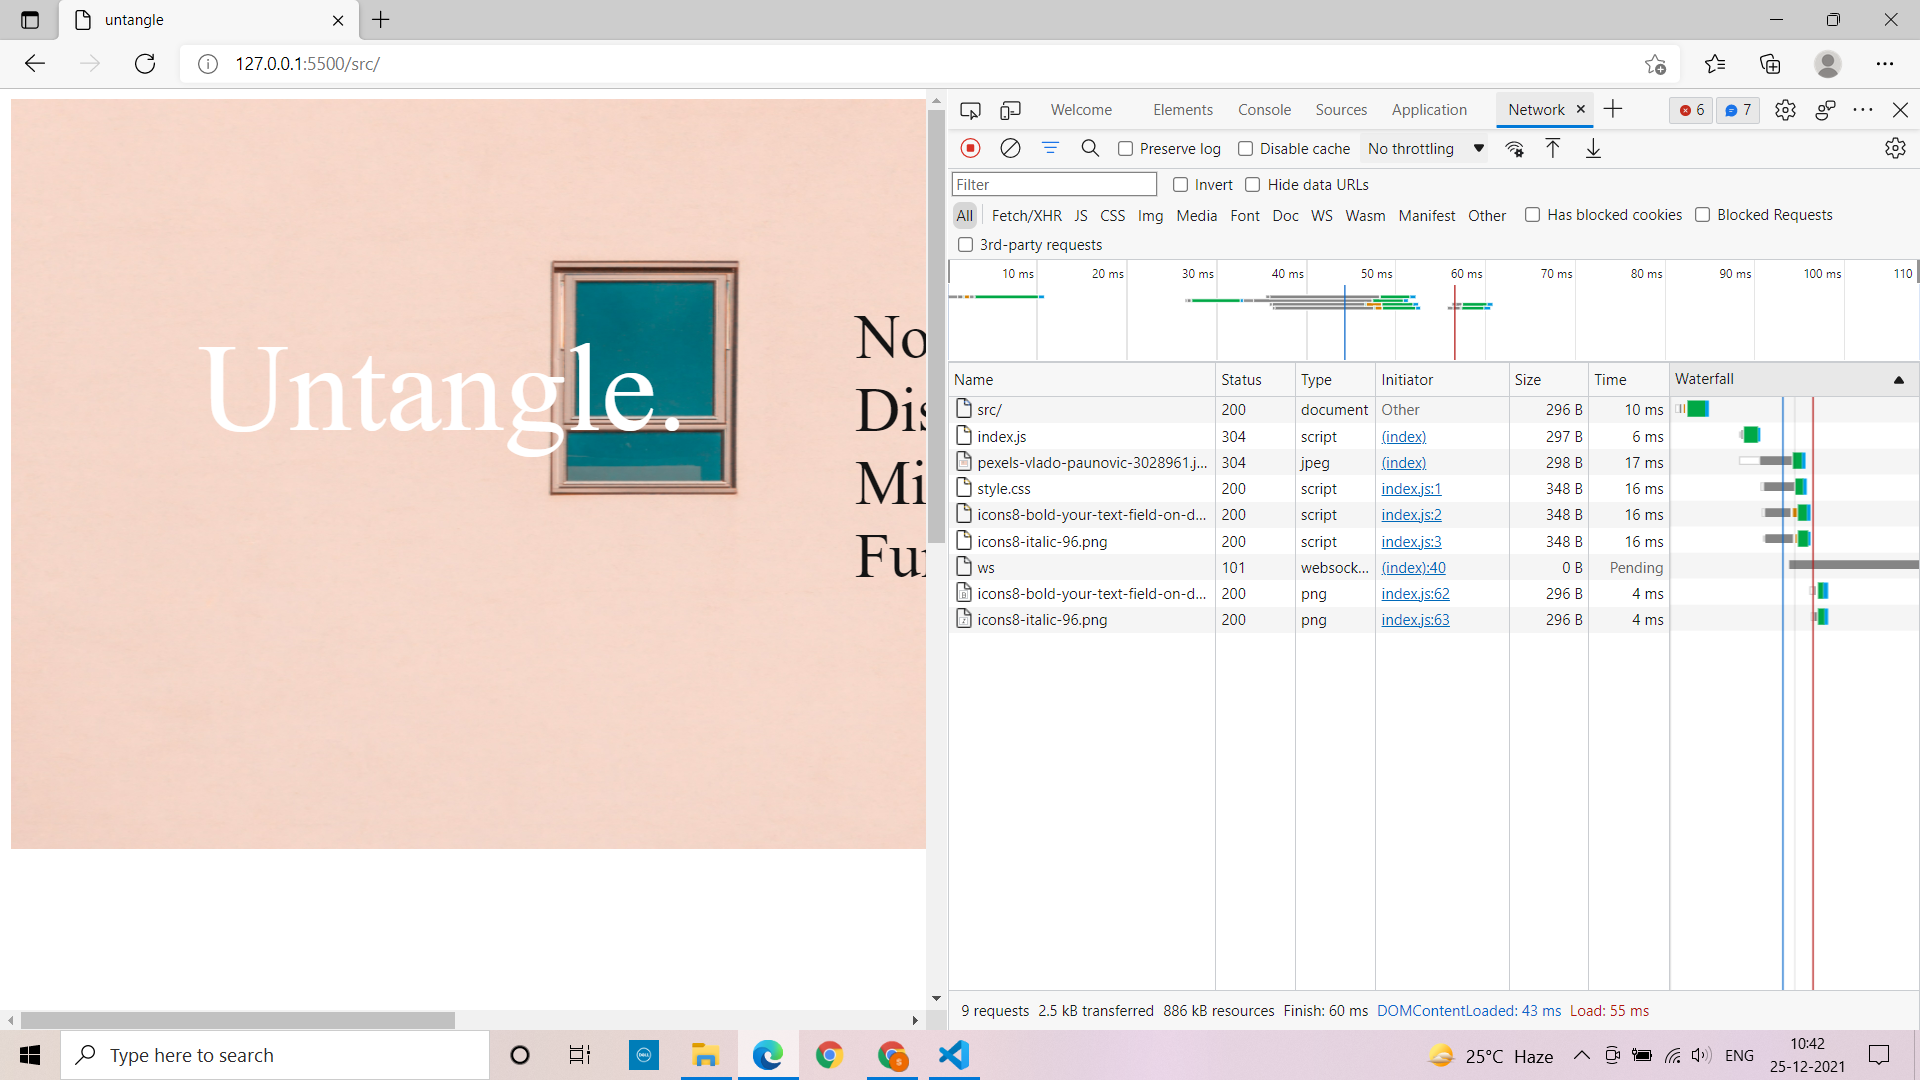 untangle
127.0.0.1:5500/src/
Untangle.
No
Dis
Mi
Fu
Welcome Elements Console Sources Application Network 6 7
Preserve log Disable cache No throttling
Filter Invert Hide data URLs
All Fetch/XHR JS CSS Img Media Font Doc WS Wasm Manifest Other Has blocked cookies Blocked Requests
3rd-party requests
10 ms 20 ms 30 ms 40 ms 50 ms 60 ms 70 ms 80 ms 90 ms 100 ms 110
Name Status Type Initiator Size Time Waterfall
src/ 200 document Other 296 B 10 ms
index.js 304 script (index) 297 B 6 ms
pexels-vlado-paunovic-3028961.j... 304 jpeg (index) 298 B 17 ms
style.css 200 script index.js:1 348 B 16 ms
icons8-bold-your-text-field-on-d... 200 script index.js:2 348 B 16 ms
icons8-italic-96.png 200 script index.js:3 348 B 16 ms
ws 101 websock... (index):40 0 B Pending
icons8-bold-your-text-field-on-d... 200 png index.js:62 296 B 4 ms
icons8-italic-96.png 200 png index.js:63 296 B 4 ms
9 requests 2.5 kB transferred 886 kB resources Finish: 60 ms DOMContentLoaded: 43 ms Load: 55 ms
Type here to search
DELL
S
25°C Haze
ENG
10:42
25-12-2021